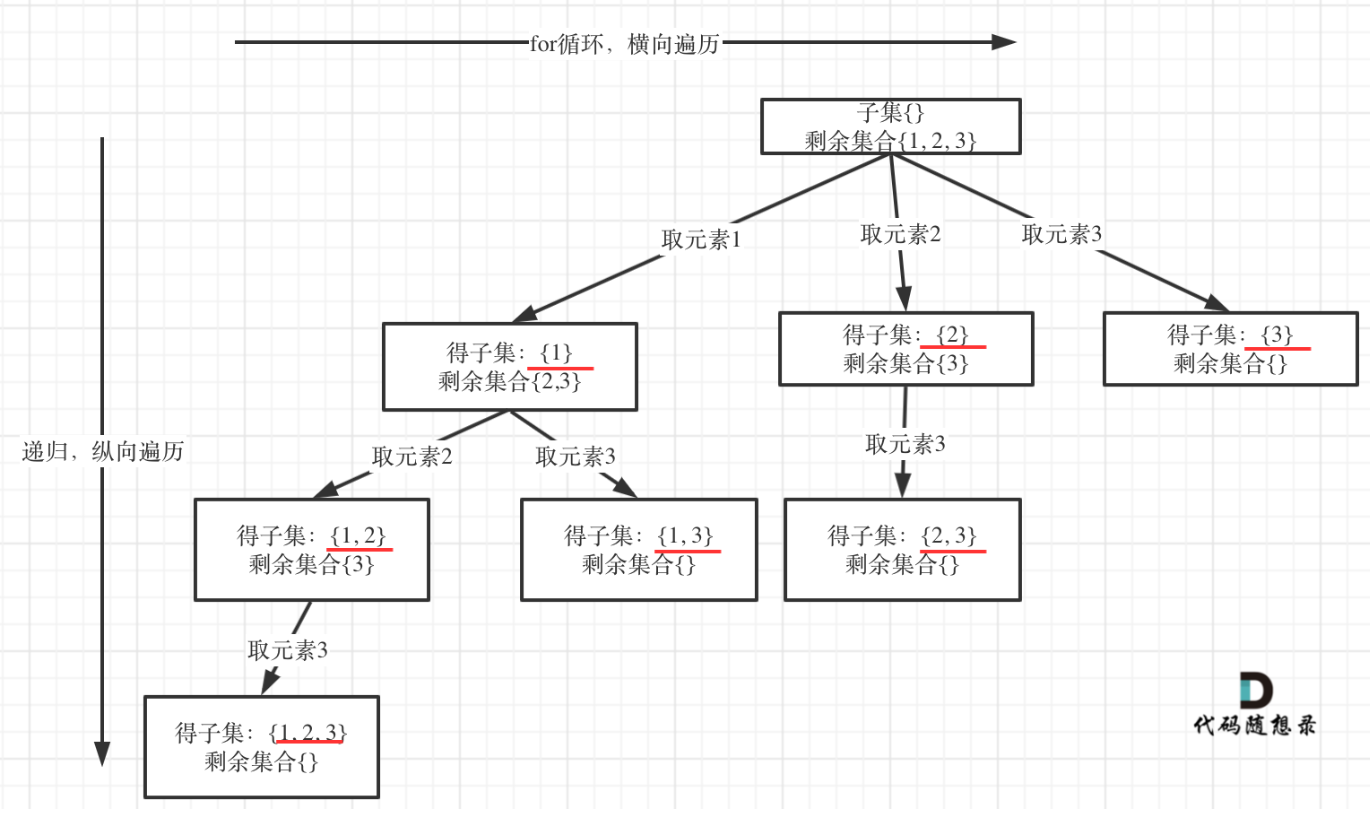 for循环，横向遍历
子集{}
剩余集合{1, 2, 3}
取元素1
取元素2
取元素3
得子集：{1}
剩余集合{2,3}
得子集：{2}
剩余集合{3}
得子集：{3}
剩余集合{}
递归，纵向遍历
取元素2
取元素3
取元素3
得子集：{1, 2}
剩余集合{3}
得子集：{1, 3}
剩余集合{}
得子集：{2, 3}
剩余集合{}
取元素3
得子集：{1, 2, 3}
剩余集合{}
代码随想录